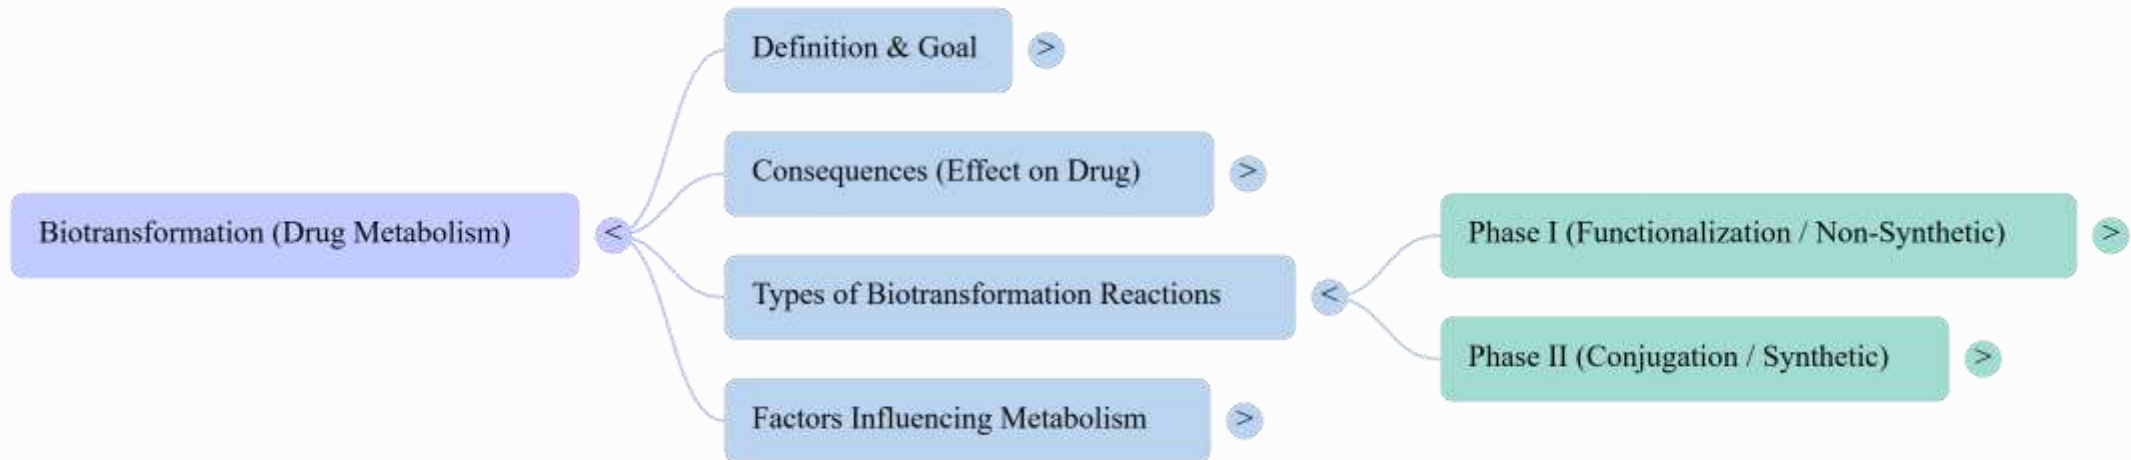 Definition & Goal >
Consequences (Effect on Drug) >
Biotransformation (Drug Metabolism) <
Phase I (Functionalization / Non-Synthetic) >
Types of Biotransformation Reactions <
Phase II (Conjugation / Synthetic) >
Factors Influencing Metabolism >